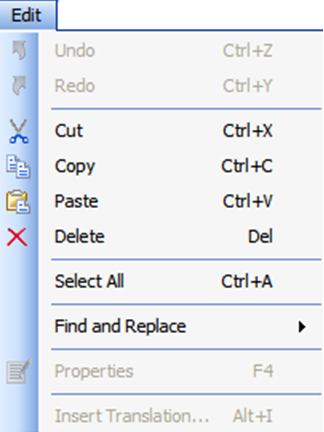 Edit
Undo Ctrl+Z
Redo Ctrl+Y
Cut Ctrl+X
Copy Ctrl+C
Paste Ctrl+V
Delete Del
Select All Ctrl+A
Find and Replace
Properties F4
Insert Translation... Alt+I